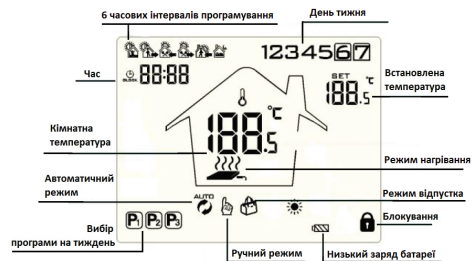 6 часових інтервалів програмування
День тижня
1234567
Час
CLOCK
88:88
SET
°C
188.5
Встановлена
температура
°C
188.5
Кімнатна
температура
Режим нагрівання
Автоматичний
режим
AUTO
Режим відпустка
P1 P2 P3
Блокування
Вибір
програми на тиждень
Ручний режим
Низький заряд батареї